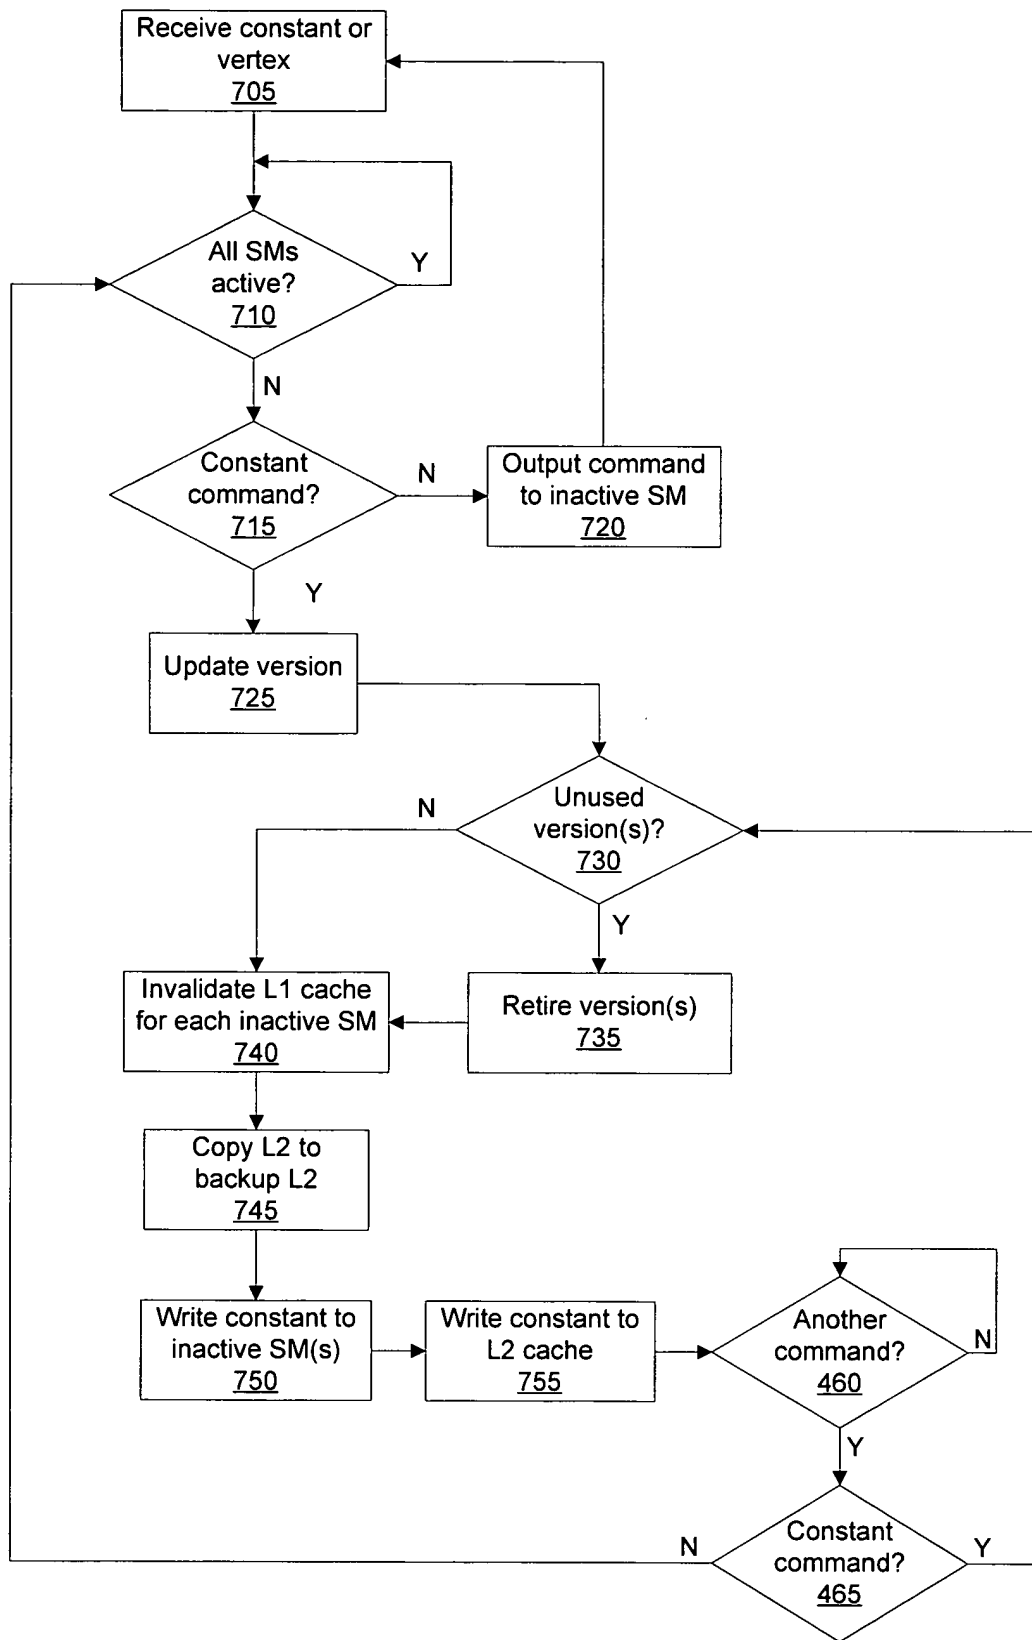 Receive constant or
vertex
705
All SMs
active?
710
Y
N
Constant
command?
715
N
Output command
to inactive SM
720
Y
Update version
725
Unused
version(s)?
730
N
Y
Invalidate L1 cache
for each inactive SM
740
Retire version(s)
735
Copy L2 to
backup L2
745
Write constant to
inactive SM(s)
750
Write constant to
L2 cache
755
Another
command?
460
N
Y
Constant
command?
465
N
Y